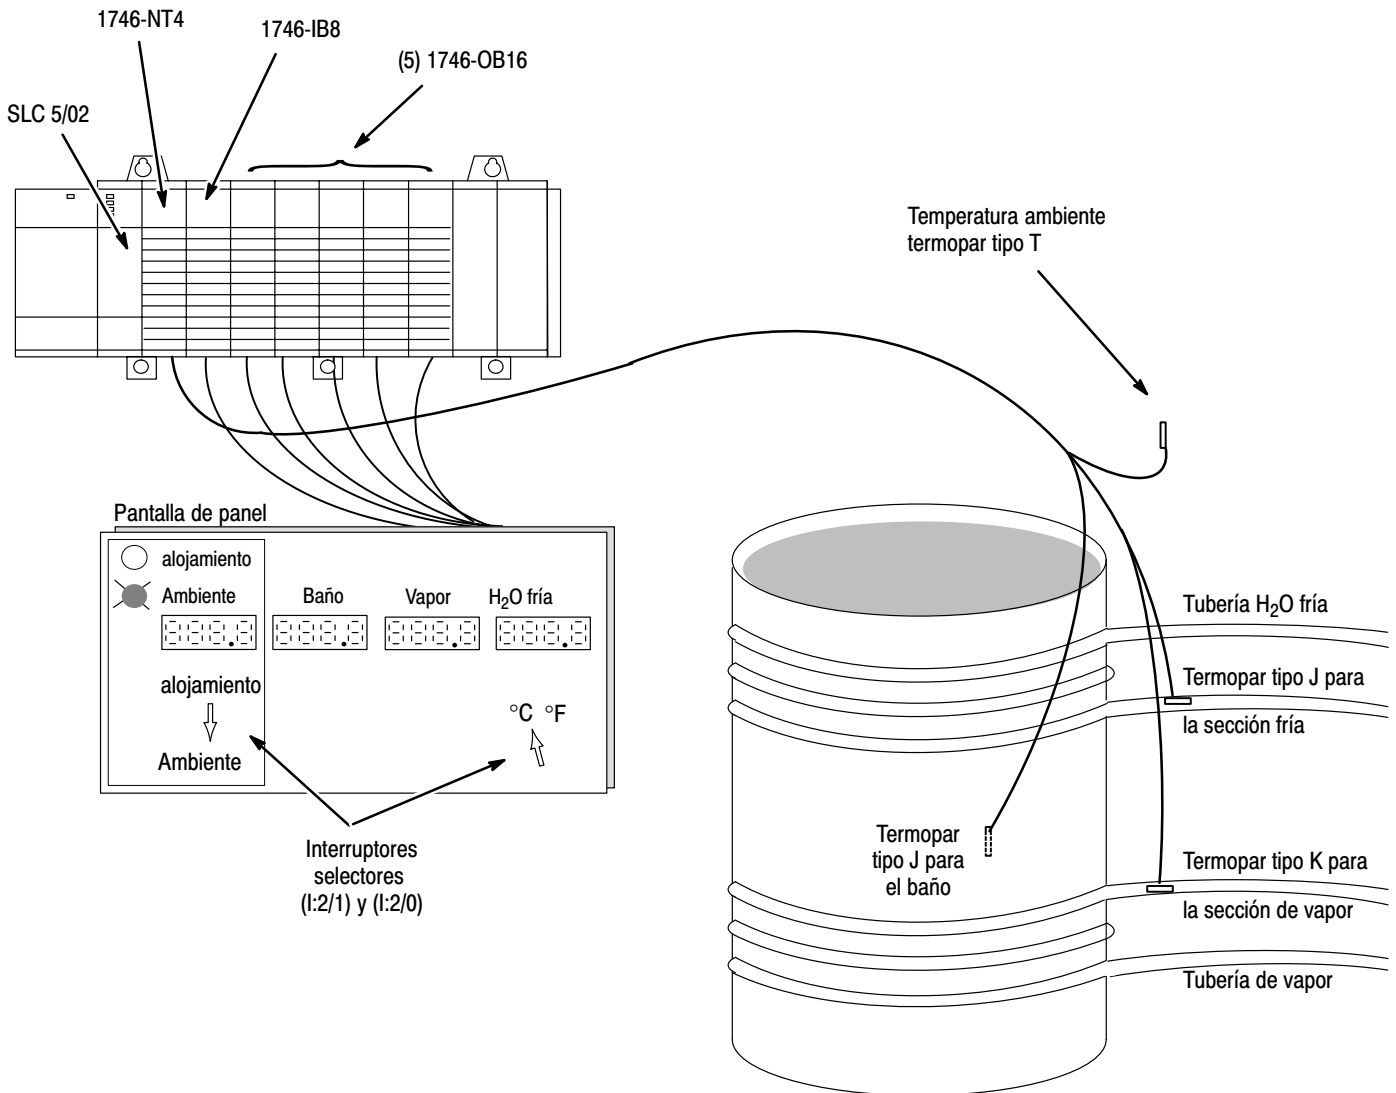 1746-NT4
1746-IB8
(5) 1746-OB16
SLC 5/02
Temperatura ambiente
termopar tipo T
Pantalla de panel
alojamiento
Ambiente
Baño
Vapor
H2O fría
alojamiento
Ambiente
°C °F
Interruptores
selectores
(I:2/1) y (I:2/0)
Tubería H2O fría
Termopar tipo J para
la sección fría
Termopar
tipo J para
el baño
Termopar tipo K para
la sección de vapor
Tubería de vapor